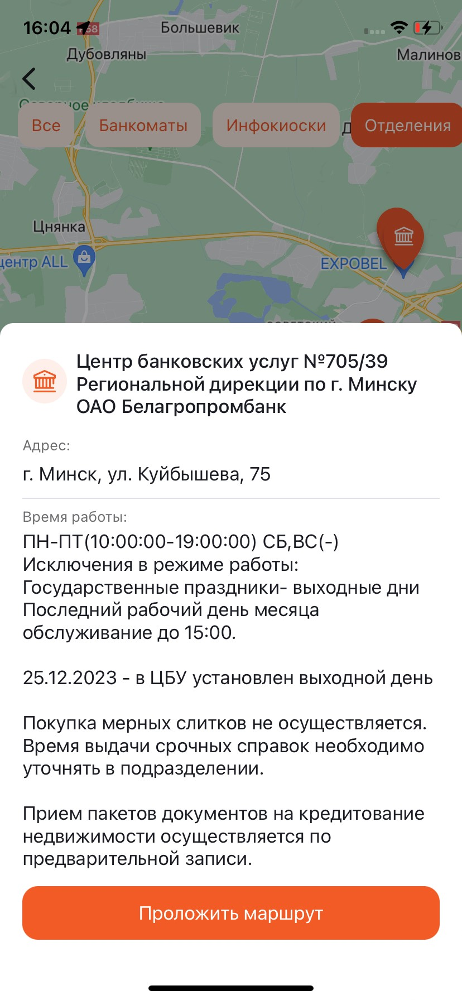 16:04
Большевик
Дубовляны
Малинов
Все
Банкоматы
Инфокиоски
Отделения
Цнянка
центр ALL
EXPOBEL
Центр банковских услуг №705/39
Региональной дирекции по г. Минску
ОАО Белагропромбанк
Адрес:
г. Минск, ул. Куйбышева, 75
Время работы:
ПН-ПТ(10:00:00-19:00:00) СБ,ВС(-)
Исключения в режиме работы:
Государственные праздники- выходные дни
Последний рабочий день месяца
обслуживание до 15:00.
25.12.2023 - в ЦБУ установлен выходной день
Покупка мерных слитков не осуществляется.
Время выдачи срочных справок необходимо
уточнять в подразделении.
Прием пакетов документов на кредитование
недвижимости осуществляется по
предварительной записи.
Проложить маршрут